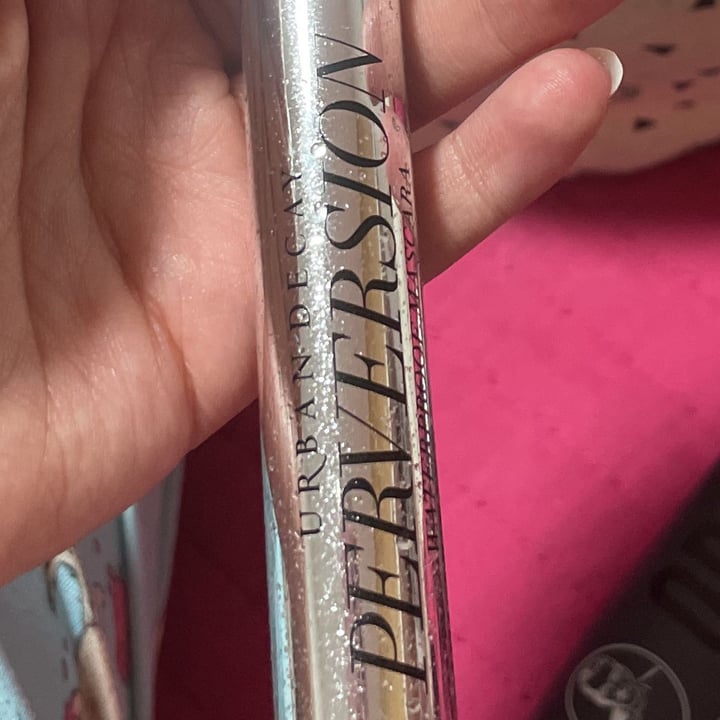 URBAN DECAY
PERVERSION
WATERPROOF MASCARA